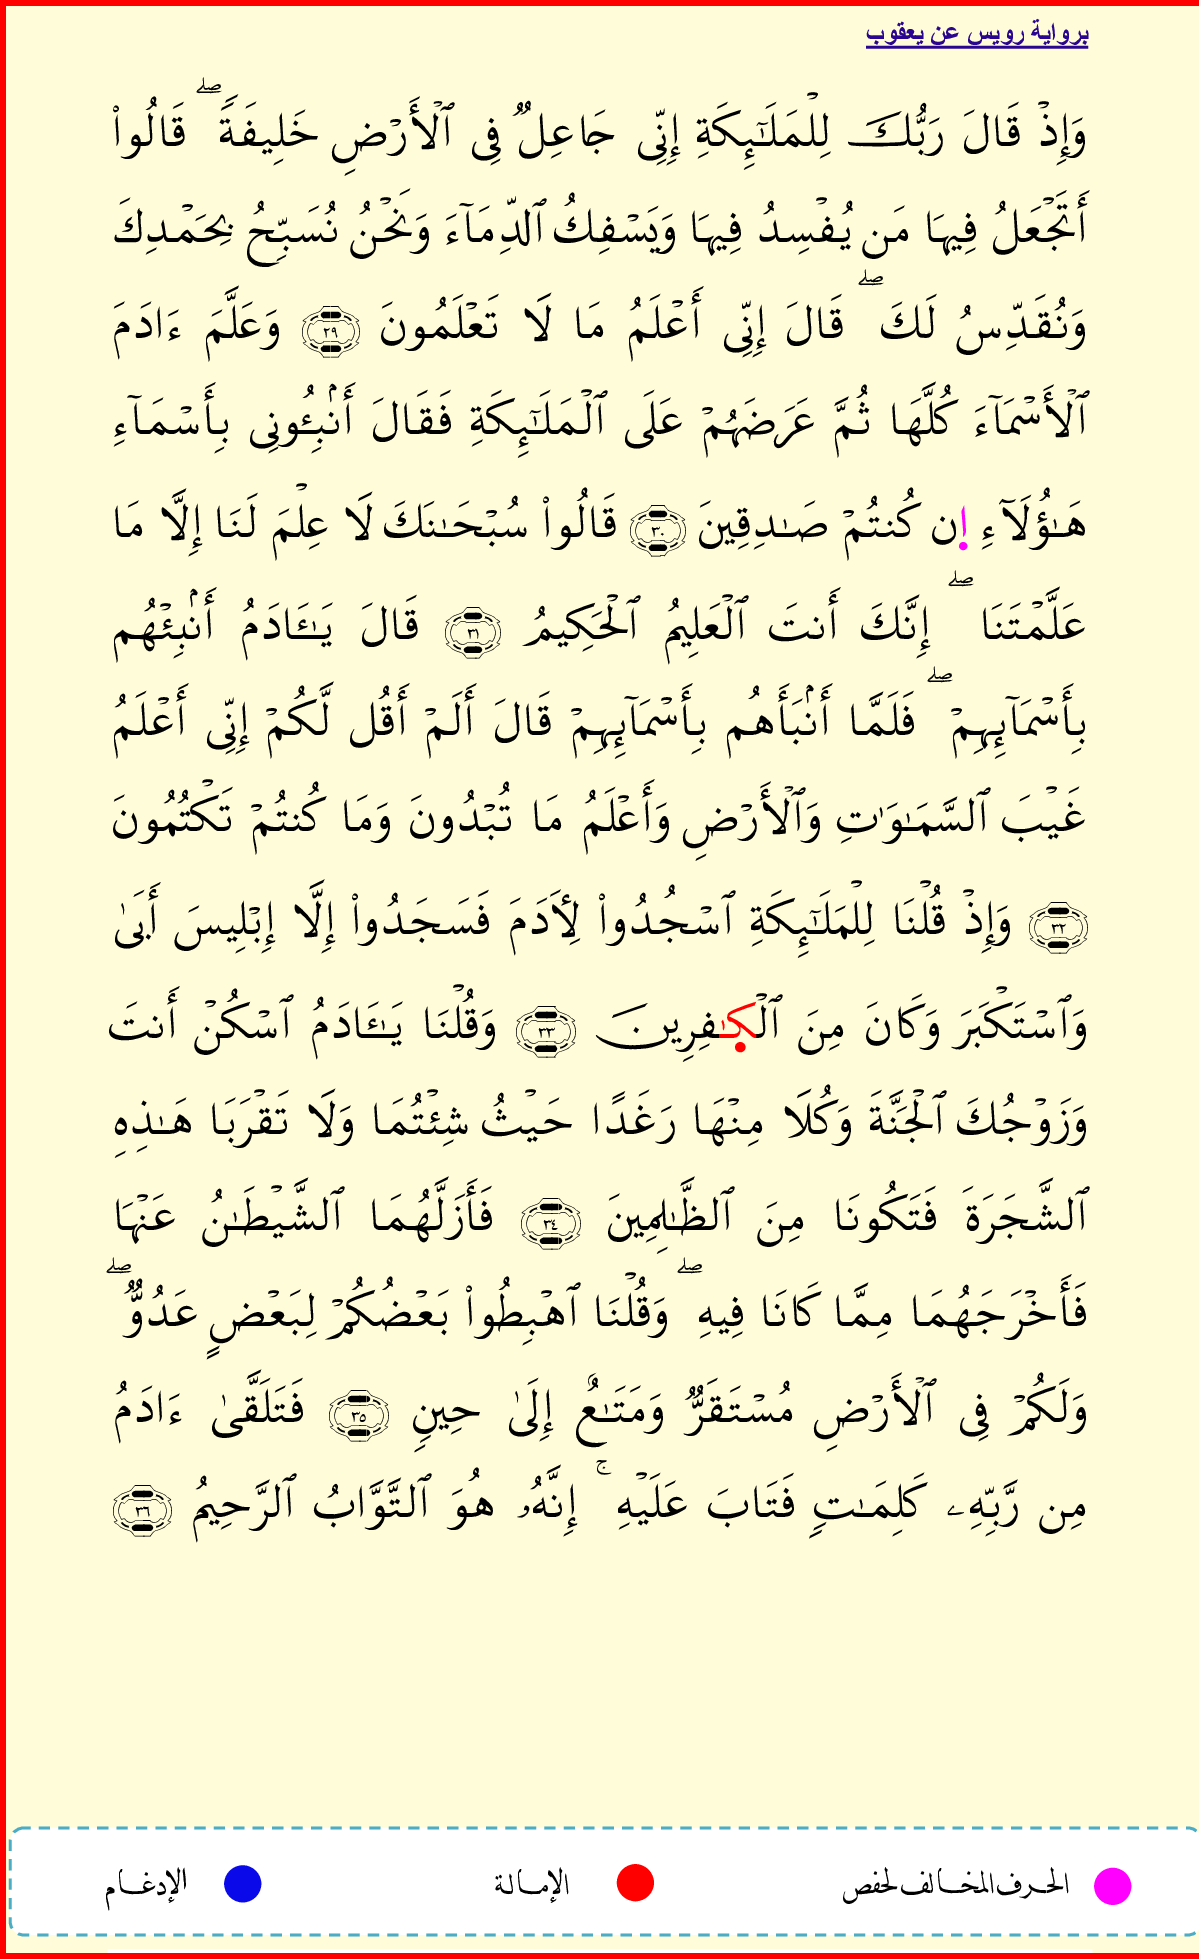 برواية رويس عن يعقوب
وَإِذۡ قَالَ رَبُّكَ لِلۡمَلَٰٓئِكَةِ إِنِّي جَاعِلٞ فِي ٱلۡأَرۡضِ خَلِيفَةٗۖ قَالُواْ
أَتَجۡعَلُ فِيهَا مَن يُفۡسِدُ فِيهَا وَيَسۡفِكُ ٱلدِّمَآءَ وَنَحۡنُ نُسَبِّحُ بِحَمۡدِكَ
وَنُقَدِّسُ لَكَۖ قَالَ إِنِّي أَعۡلَمُ مَا لَا تَعۡلَمُونَ ٢٩ وَعَلَّمَ ءَادَمَ
ٱلۡأَسۡمَآءَ كُلَّهَا ثُمَّ عَرَضَهُمۡ عَلَى ٱلۡمَلَٰٓئِكَةِ فَقَالَ أَنۢبِـُٔونِي بِأَسۡمَآءِ
هَٰٓؤُلَآءِ اِن كُنتُمۡ صَٰدِقِينَ ٣٠ قَالُواْ سُبۡحَٰنَكَ لَا عِلۡمَ لَنَا إِلَّا مَا
عَلَّمۡتَنَاۖ إِنَّكَ أَنتَ ٱلۡعَلِيمُ ٱلۡحَكِيمُ ٣١ قَالَ يَٰٓـَٔادَمُ أَنۢبِئۡهُم
بِأَسۡمَآئِهِمۡۖ فَلَمَّا أَنۢبَأَهُم بِأَسۡمَآئِهِمۡ قَالَ أَلَمۡ أَقُل لَّكُمۡ إِنِّي أَعۡلَمُ
غَيۡبَ ٱلسَّمَٰوَٰتِ وَٱلۡأَرۡضِ وَأَعۡلَمُ مَا تُبۡدُونَ وَمَا كُنتُمۡ تَكۡتُمُونَ
٣٢ وَإِذۡ قُلۡنَا لِلۡمَلَٰٓئِكَةِ ٱسۡجُدُواْ لِأٓدَمَ فَسَجَدُواْ إِلَّا إِبۡلِيسَ أَبَىٰ
وَٱسۡتَكۡبَرَ وَكَانَ مِنَ ٱلۡكَٰفِرِينَ ٣٣ وَقُلۡنَا يَٰـَٔادَمُ ٱسۡكُنۡ أَنتَ
وَزَوۡجُكَ ٱلۡجَنَّةَ وَكُلَا مِنۡهَا رَغَدًا حَيۡثُ شِئۡتُمَا وَلَا تَقۡرَبَا هَٰذِهِ
ٱلشَّجَرَةَ فَتَكُونَا مِنَ ٱلظَّٰلِمِينَ ٣٤ فَأَزَلَّهُمَا ٱلشَّيۡطَٰنُ عَنۡهَا
فَأَخۡرَجَهُمَا مِمَّا كَانَا فِيهِۖ وَقُلۡنَا ٱهۡبِطُواْ بَعۡضُكُمۡ لِبَعۡضٍ عَدُوّٞۖ
وَلَكُمۡ فِي ٱلۡأَرۡضِ مُسۡتَقَرّٞ وَمَتَٰعٌ إِلَىٰ حِينٖ ٣٥ فَتَلَقَّىٰ ءَادَمُ
مِن رَّبِّهِۦ كَلِمَٰتٖ فَتَابَ عَلَيۡهِۚ إِنَّهُۥ هُوَ ٱلتَّوَّابُ ٱلرَّحِيمُ ٣٦
الحرف المخالف لحفص الإمالة الإدغام